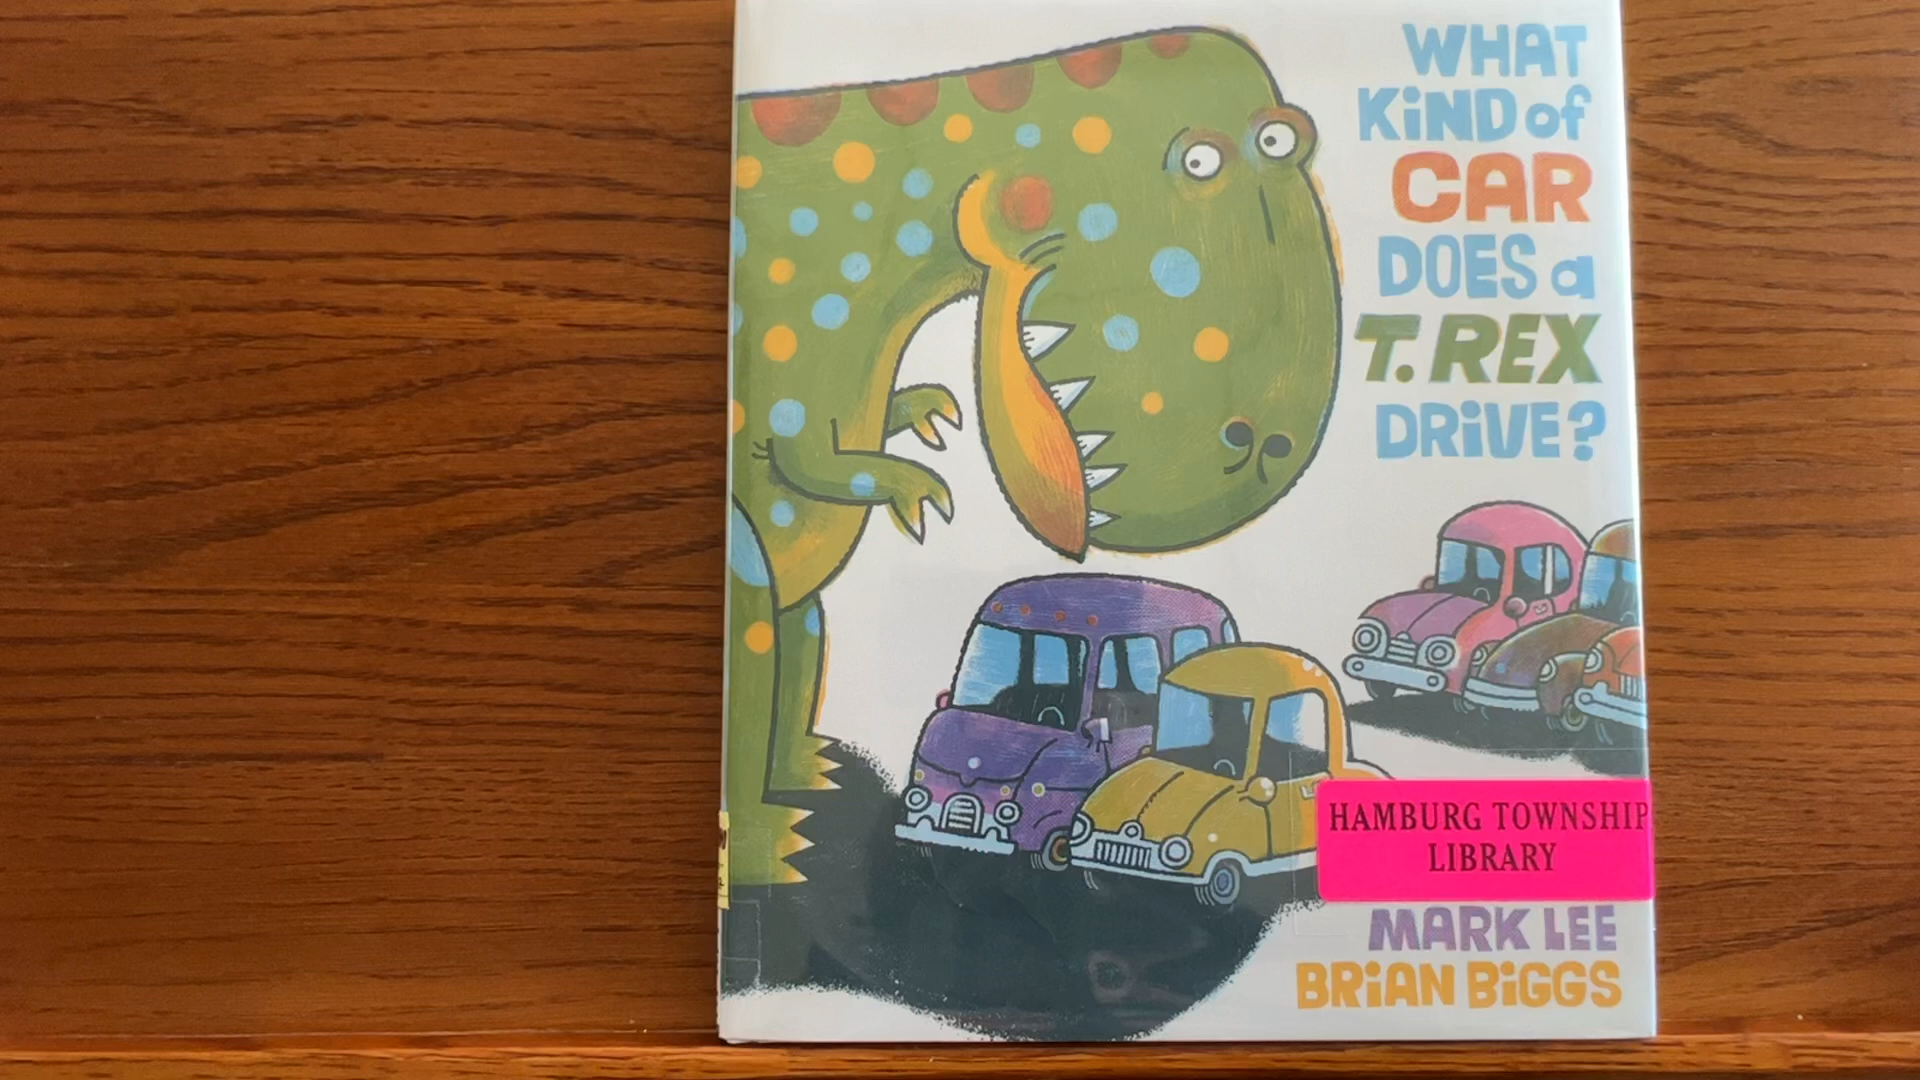 WHAT
KiND of
CAR
DOES a
T. REX
DRiVE?
HAMBURG TOWNSHIP
LIBRARY
MARK LEE
BRiAN BiGGS